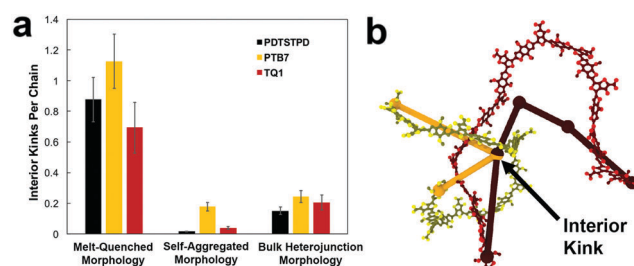 a
b
Interior Kinks Per Chain
1.4
1.2
1
0.8
0.6
0.4
0.2
0
PDTSTPD
PTB7
TQ1
Melt-Quenched Self-Aggregated Bulk Heterojunction
Morphology Morphology Morphology
Interior
Kink